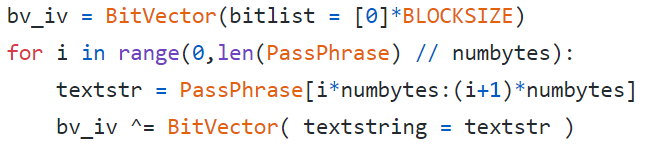 bv_iv = BitVector(bitlist = [0]*BLOCKSIZE)
for i in range(0,len(PassPhrase) // numbytes):
    textstr = PassPhrase[i*numbytes:(i+1)*numbytes]
    bv_iv ^= BitVector( textstring = textstr )